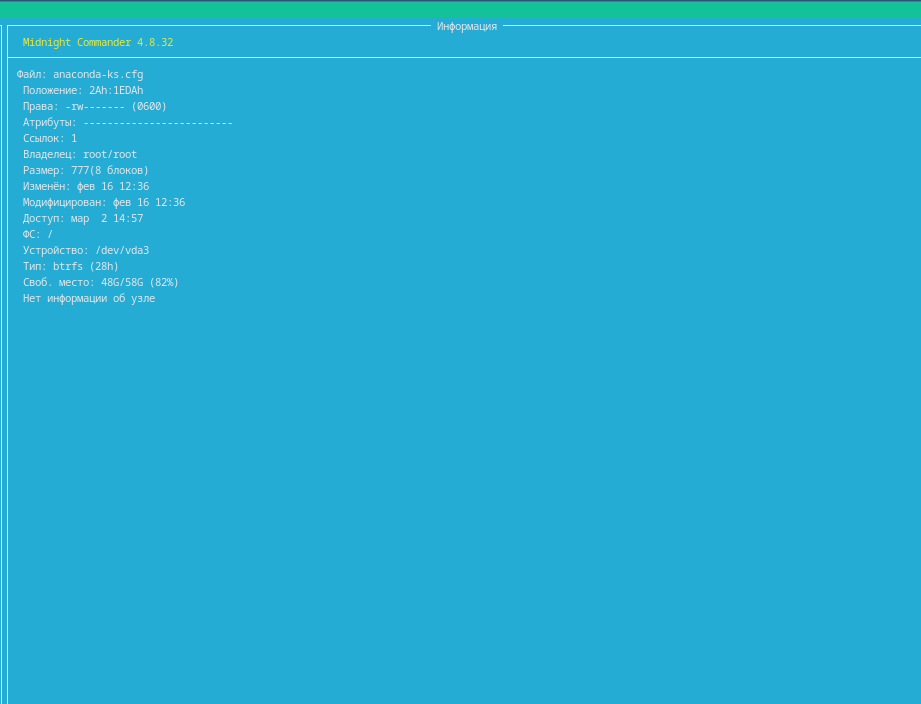 Информация
Midnight Commander 4.8.32
Файл: anaconda-ks.cfg
Положение: 2Ah:1EDAh
Права: -rw------- (0600)
Атрибуты: -------------------------
Ссылок: 1
Владелец: root/root
Размер: 777(8 блоков)
Изменён: фев 16 12:36
Модифицирован: фев 16 12:36
Доступ: мар  2 14:57
ФС: /
Устройство: /dev/vda3
Тип: btrfs (28h)
Своб. место: 48G/58G (82%)
Нет информации об узле